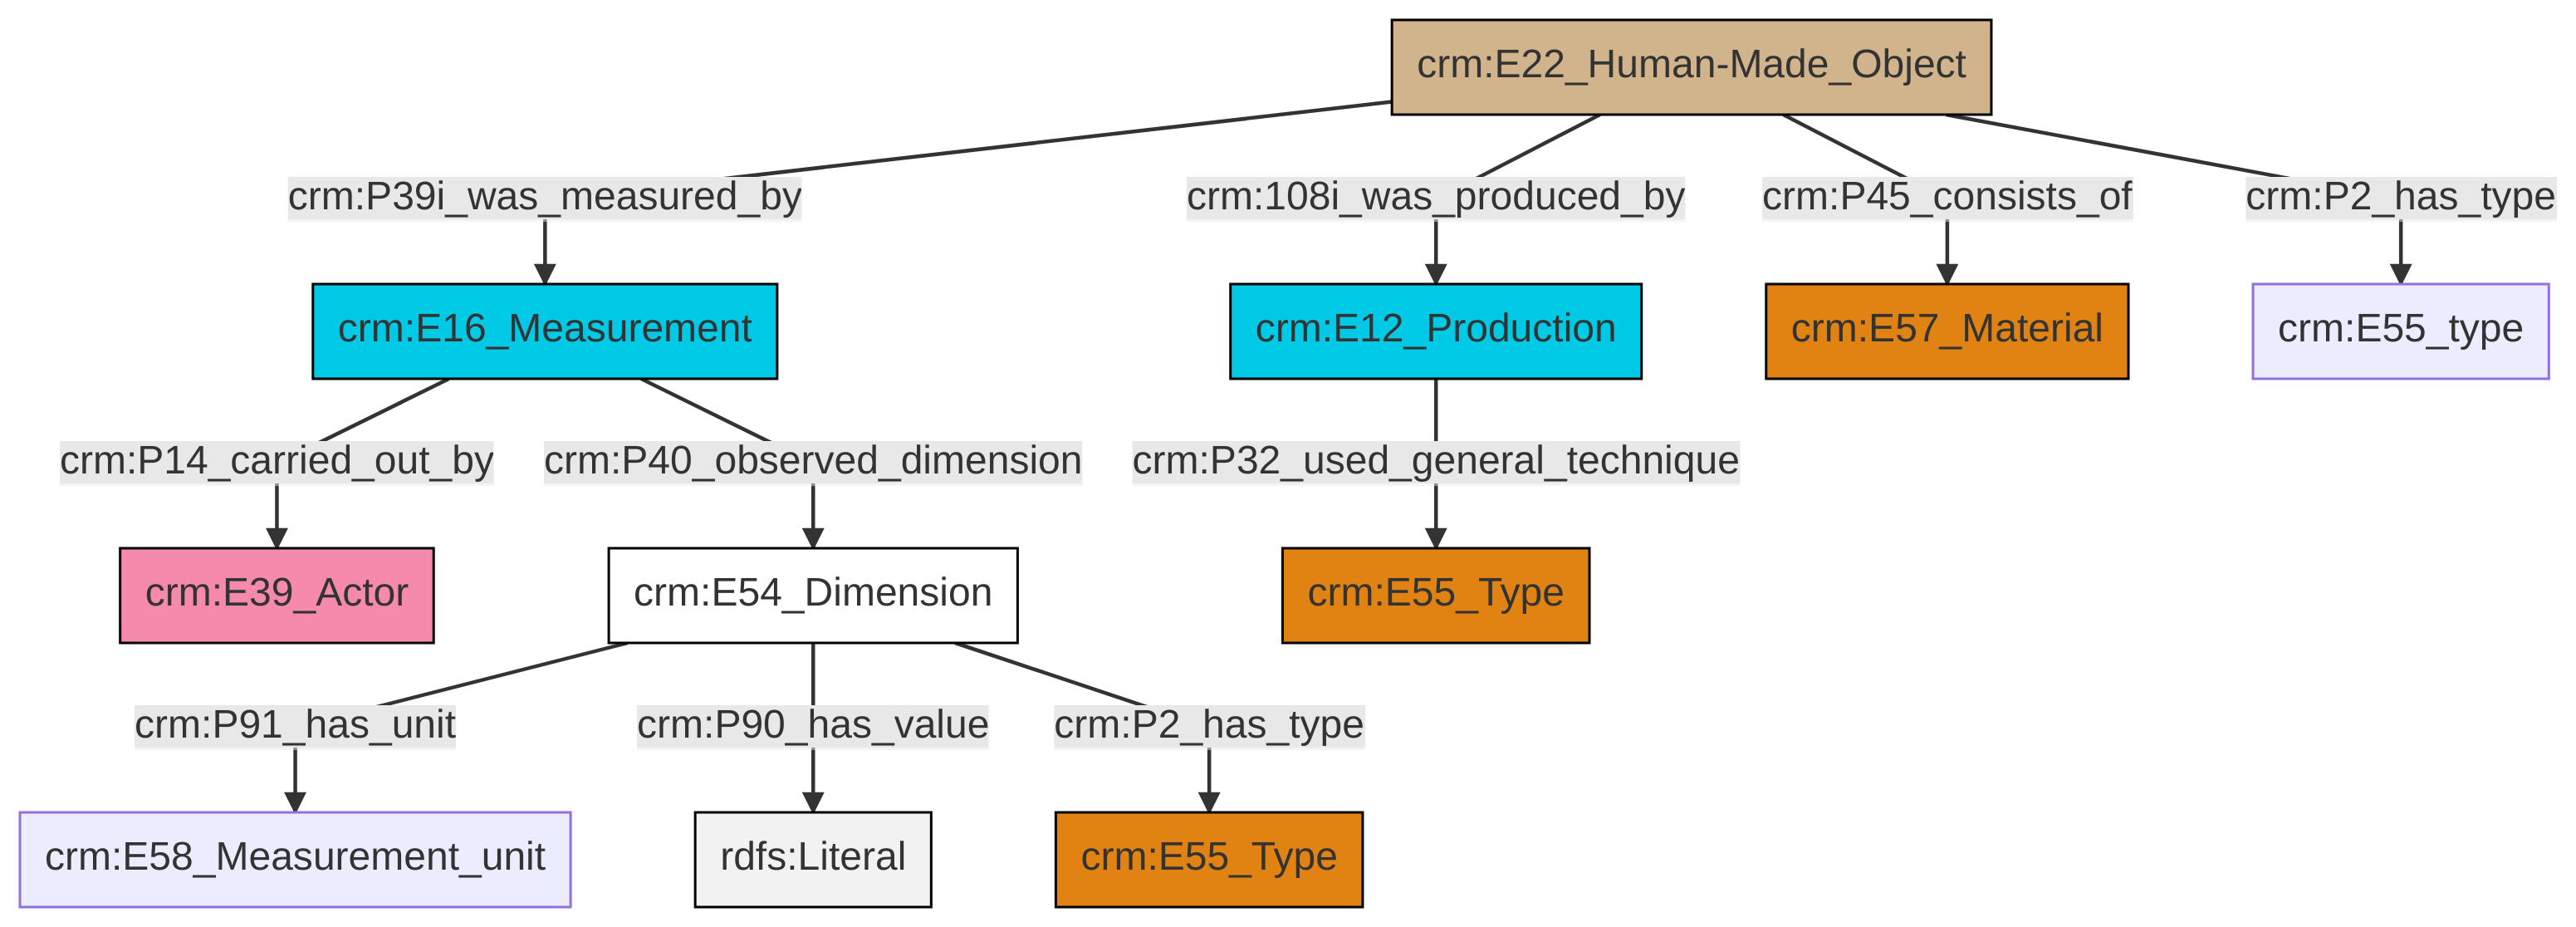 crm:E22_Human-Made_Object
crm:P39i_was_measured_by
crm:108i_was_produced_by
crm:P45_consists_of
crm:P2_has_type
crm:E16_Measurement
crm:E12_Production
crm:E57_Material
crm:E55_type
crm:P14_carried_out_by
crm:P40_observed_dimension
crm:P32_used_general_technique
crm:E39_Actor
crm:E54_Dimension
crm:E55_Type
crm:P91_has_unit
crm:P90_has_value
crm:P2_has_type
crm:E58_Measurement_unit
rdfs:Literal
crm:E55_Type